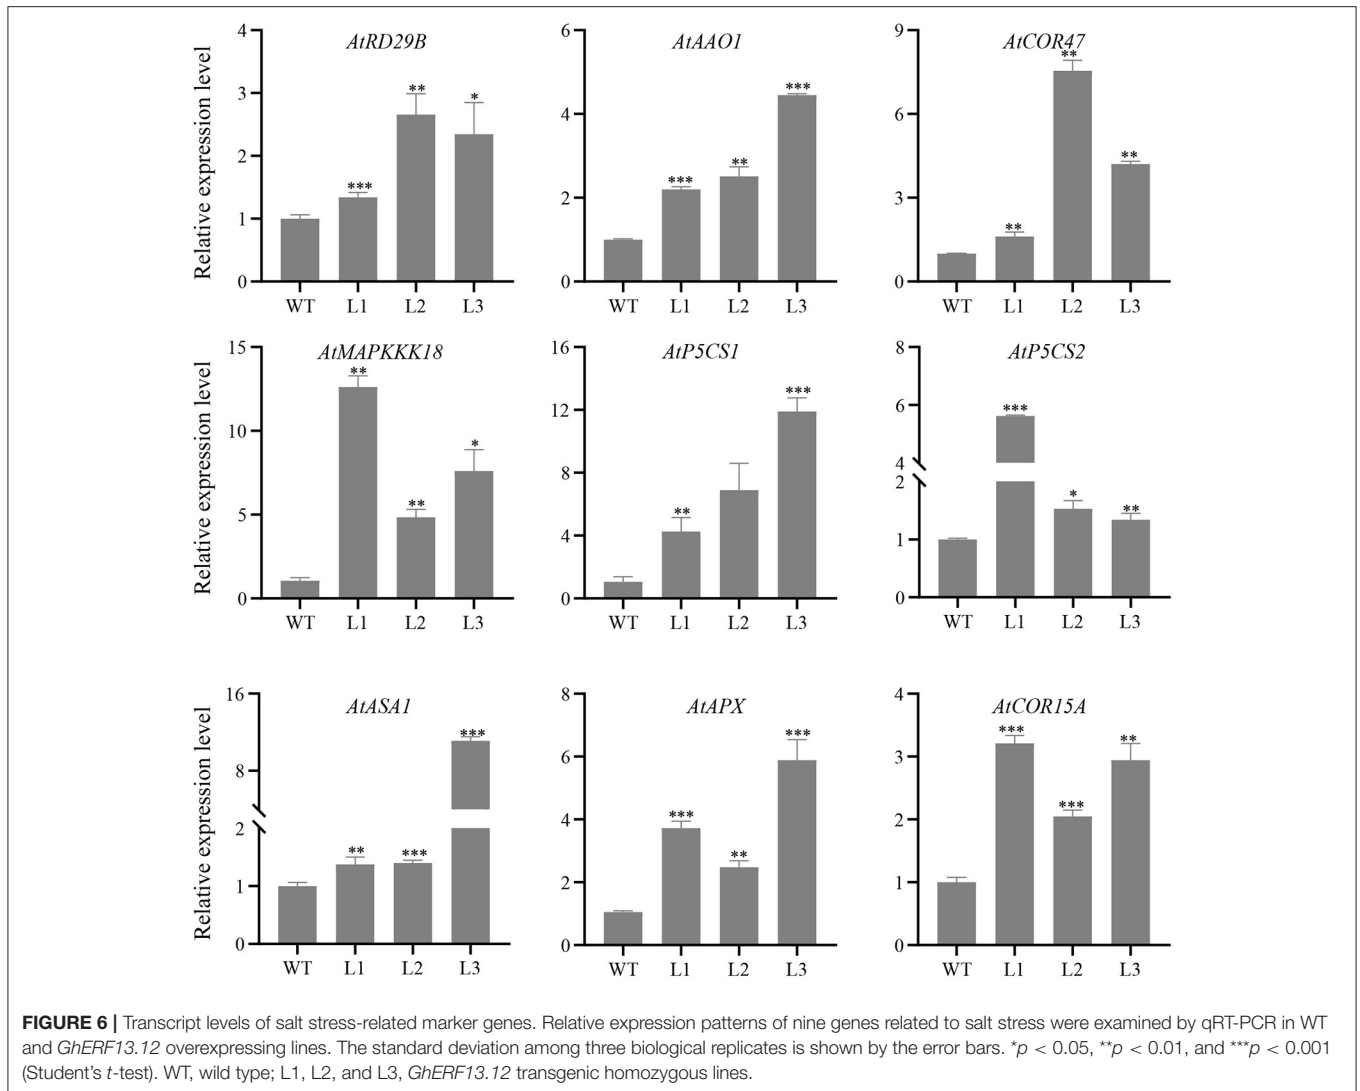 AtRD29B
AtAAO1
AtCOR47
Relative expression level
4
3
2
1
0
***
**
*
WT L1 L2 L3
6
4
2
0
***
**
***
WT L1 L2 L3
9
6
3
0
**
**
**
WT L1 L2 L3
AtMAPKKK18
AtP5CS1
AtP5CS2
Relative expression level
15
10
5
0
**
**
*
WT L1 L2 L3
16
12
8
4
0
**
***
WT L1 L2 L3
8
6
4
2
1
0
***
*
**
WT L1 L2 L3
AtASA1
AtAPX
AtCOR15A
Relative expression level
16
8
2
1
0
**
***
***
WT L1 L2 L3
8
6
4
2
0
***
**
***
WT L1 L2 L3
4
3
2
1
0
***
***
**
WT L1 L2 L3
FIGURE 6 | Transcript levels of salt stress-related marker genes. Relative expression patterns of nine genes related to salt stress were examined by qRT-PCR in WT
and GhERF13.12 overexpressing lines. The standard deviation among three biological replicates is shown by the error bars. *p < 0.05, **p < 0.01, and ***p < 0.001
(Student's t-test). WT, wild type; L1, L2, and L3, GhERF13.12 transgenic homozygous lines.